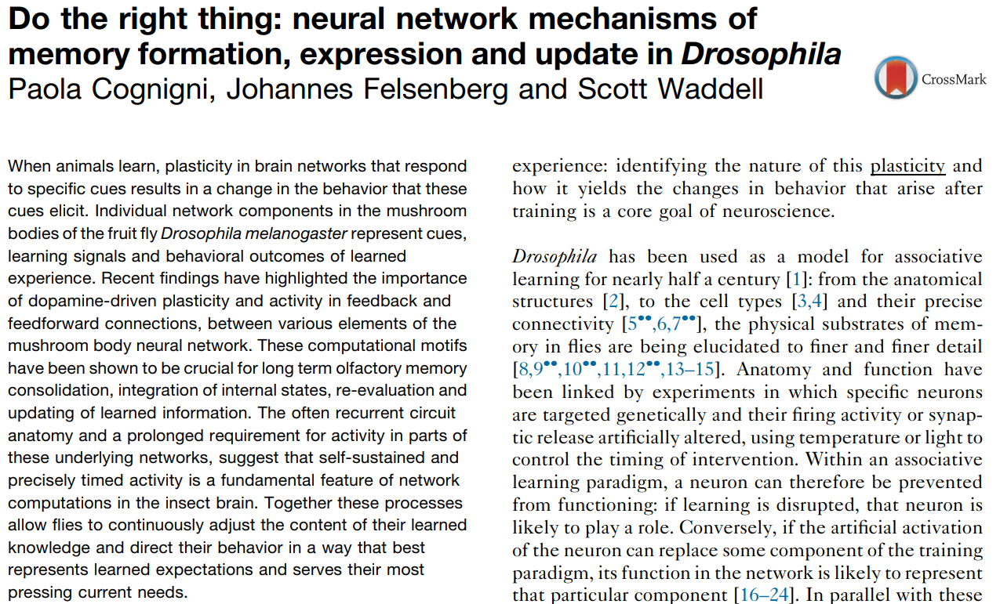 Do the right thing: neural network mechanisms of
memory formation, expression and update in Drosophila
Paola Cognigni, Johannes Felsenberg and Scott Waddell
CrossMark
When animals learn, plasticity in brain networks that respond
to specific cues results in a change in the behavior that these
cues elicit. Individual network components in the mushroom
bodies of the fruit fly Drosophila melanogaster represent cues,
learning signals and behavioral outcomes of learned
experience. Recent findings have highlighted the importance
of dopamine-driven plasticity and activity in feedback and
feedforward connections, between various elements of the
mushroom body neural network. These computational motifs
have been shown to be crucial for long term olfactory memory
consolidation, integration of internal states, re-evaluation and
updating of learned information. The often recurrent circuit
anatomy and a prolonged requirement for activity in parts of
these underlying networks, suggest that self-sustained and
precisely timed activity is a fundamental feature of network
computations in the insect brain. Together these processes
allow flies to continuously adjust the content of their learned
knowledge and direct their behavior in a way that best
represents learned expectations and serves their most
pressing current needs.
experience: identifying the nature of this plasticity and
how it yields the changes in behavior that arise after
training is a core goal of neuroscience.
Drosophila has been used as a model for associative
learning for nearly half a century [1]: from the anatomical
structures [2], to the cell types [3,4] and their precise
connectivity [5••,6,7••], the physical substrates of mem-
ory in flies are being elucidated to finer and finer detail
[8,9••,10••,11,12••,13–15]. Anatomy and function have
been linked by experiments in which specific neurons
are targeted genetically and their firing activity or synap-
tic release artificially altered, using temperature or light to
control the timing of intervention. Within an associative
learning paradigm, a neuron can therefore be prevented
from functioning: if learning is disrupted, that neuron is
likely to play a role. Conversely, if the artificial activation
of the neuron can replace some component of the training
paradigm, its function in the network is likely to represent
that particular component [16–24]. In parallel with these